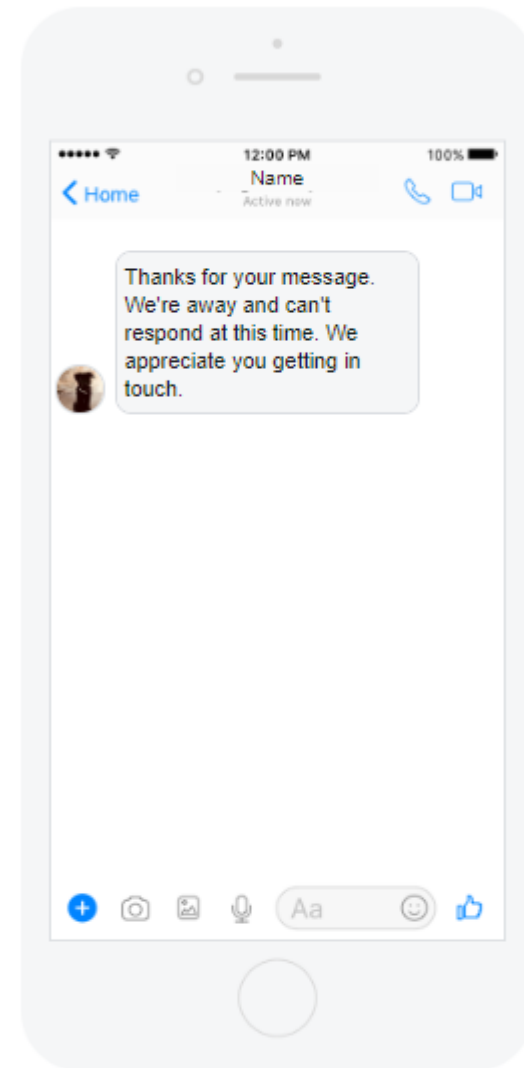 12:00 PM
100%
Home
Name
Active now
Thanks for your message.
We're away and can't
respond at this time. We
appreciate you getting in
touch.
Aa